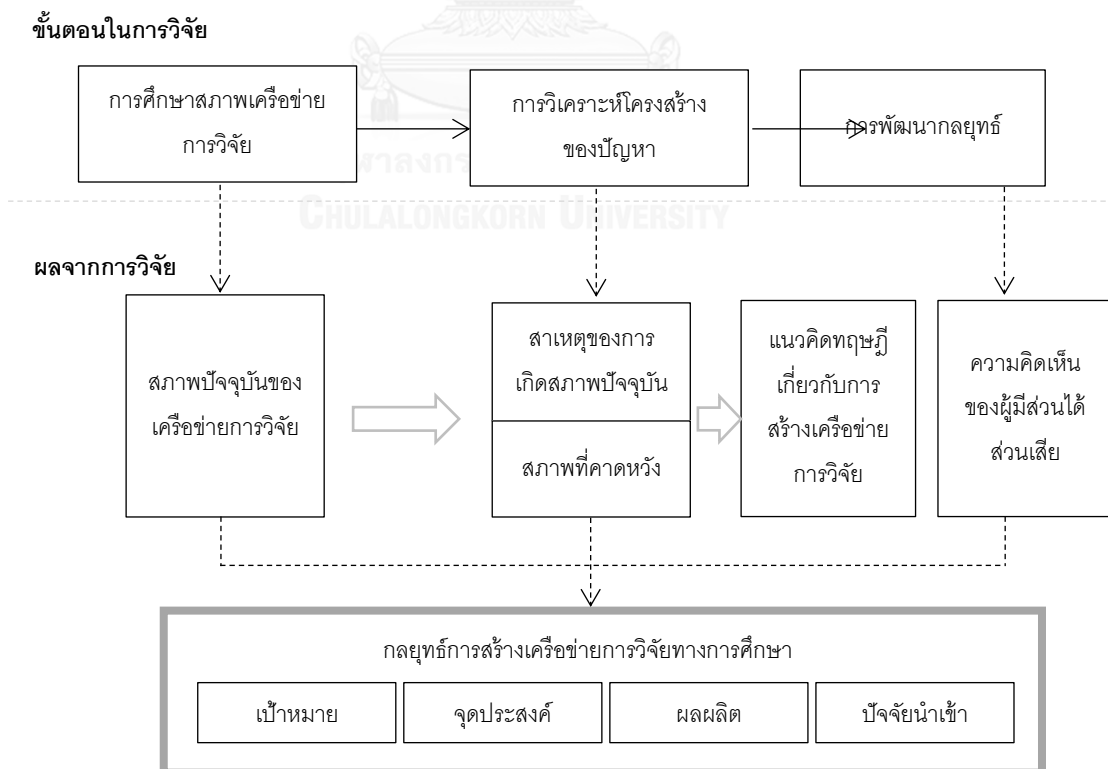 ขั้นตอนในการวิจัย
การศึกษาสภาพเครือข่าย
การวิจัย
การวิเคราะห์โครงสร้าง
ของปัญหา
การพัฒนากลยุทธ์
CHULALONGKORN UNIVERSITY
ผลจากการวิจัย
สภาพปัจจุบันของ
เครือข่ายการวิจัย
สาเหตุของการ
เกิดสภาพปัจจุบัน
สภาพที่คาดหวัง
แนวคิดทฤษฎี
เกี่ยวกับการ
สร้างเครือข่าย
การวิจัย
ความคิดเห็น
ของผู้มีส่วนได้
ส่วนเสีย
กลยุทธ์การสร้างเครือข่ายการวิจัยทางการศึกษา
เป้าหมาย
จุดประสงค์
ผลผลิต
ปัจจัยนำเข้า